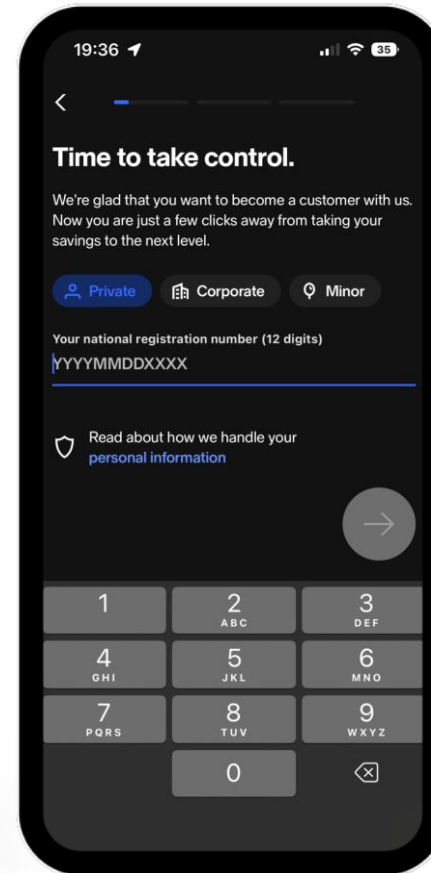 19:36
35
Time to take control.
We're glad that you want to become a customer with us.
Now you are just a few clicks away from taking your
savings to the next level.
Private Corporate Minor
Your national registration number (12 digits)
YYYYMMDDXXXX
Read about how we handle your
personal information
1 2 3
ABC DEF
4 5 6
GHI JKL MNO
7 8 9
PQRS TUV WXYZ
0